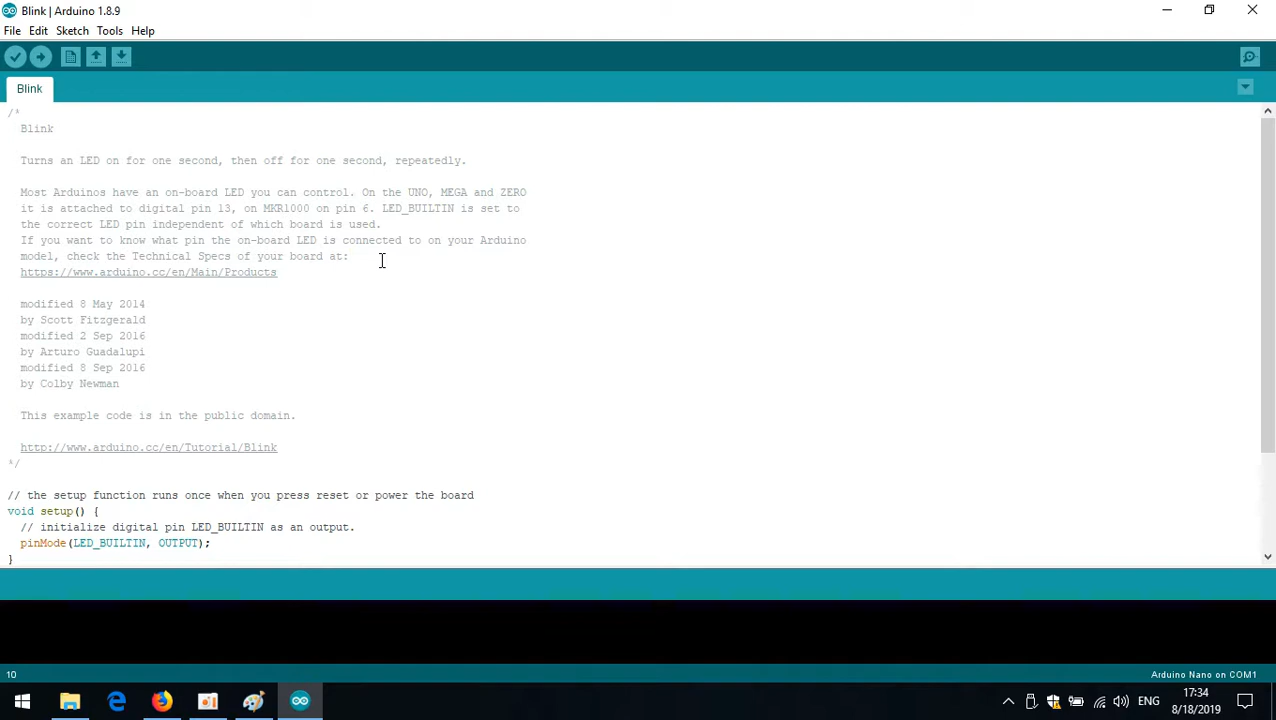 Blink | Arduino 1.8.9
File Edit Sketch Tools Help
Blink
/*
Blink
Turns an LED on for one second, then off for one second, repeatedly.
Most Arduinos have an on-board LED you can control. On the UNO, MEGA and ZERO
it is attached to digital pin 13, on MKR1000 on pin 6. LED_BUILTIN is set to
the correct LED pin independent of which board is used.
If you want to know what pin the on-board LED is connected to on your Arduino
model, check the Technical Specs of your board at:
https://www.arduino.cc/en/Main/Products
modified 8 May 2014
by Scott Fitzgerald
modified 2 Sep 2016
by Arturo Guadalupi
modified 8 Sep 2016
by Colby Newman
This example code is in the public domain.
http://www.arduino.cc/en/Tutorial/Blink
*/
// the setup function runs once when you press reset or power the board
void setup() {
// initialize digital pin LED_BUILTIN as an output.
pinMode(LED_BUILTIN, OUTPUT);
}
10
Arduino Nano on COM1
ENG
17:34
8/18/2019